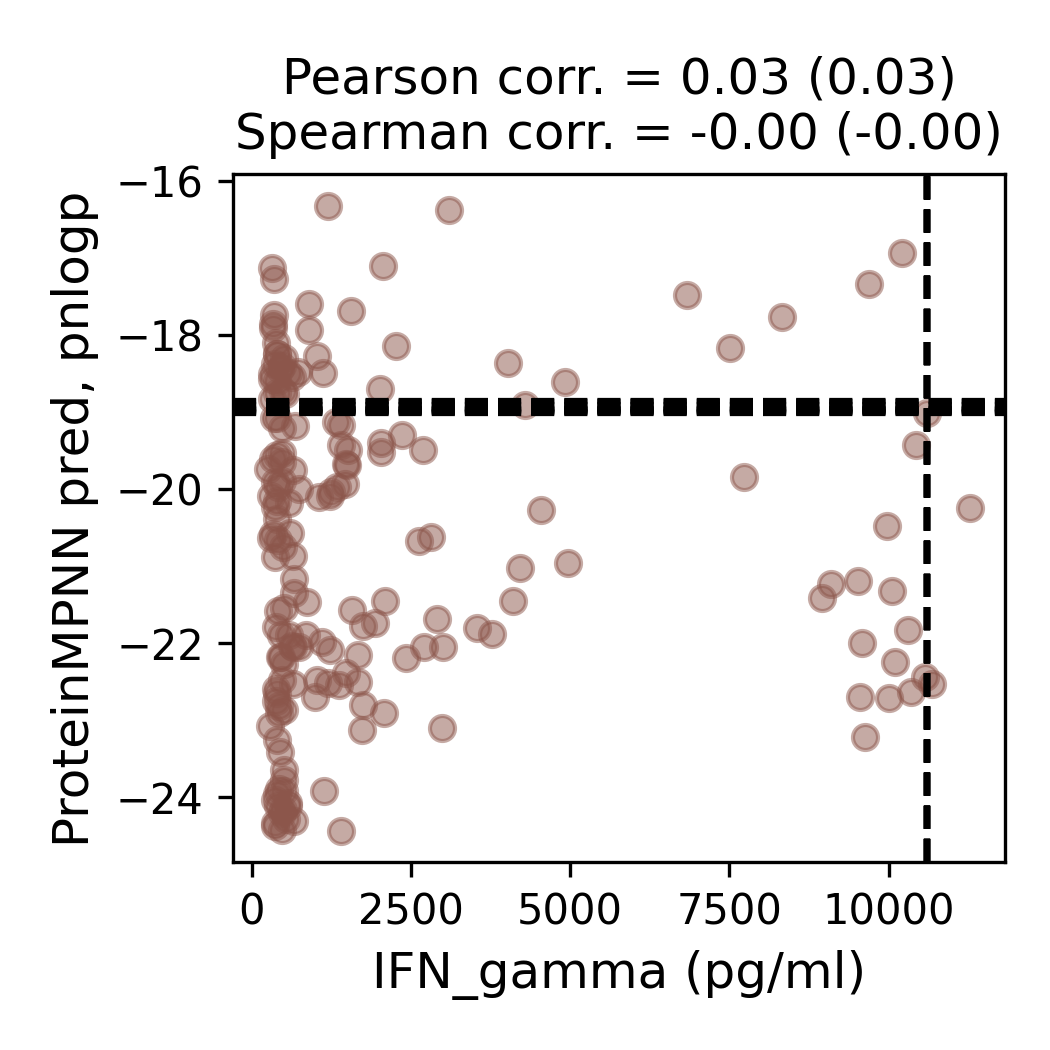 Pearson corr. = 0.03 (0.03)
Spearman corr. = -0.00 (-0.00)
ProteinMPNN pred, pnlogp
−16
−18
−20
−22
−24
0
2500
5000
7500
10000
IFN_gamma (pg/ml)